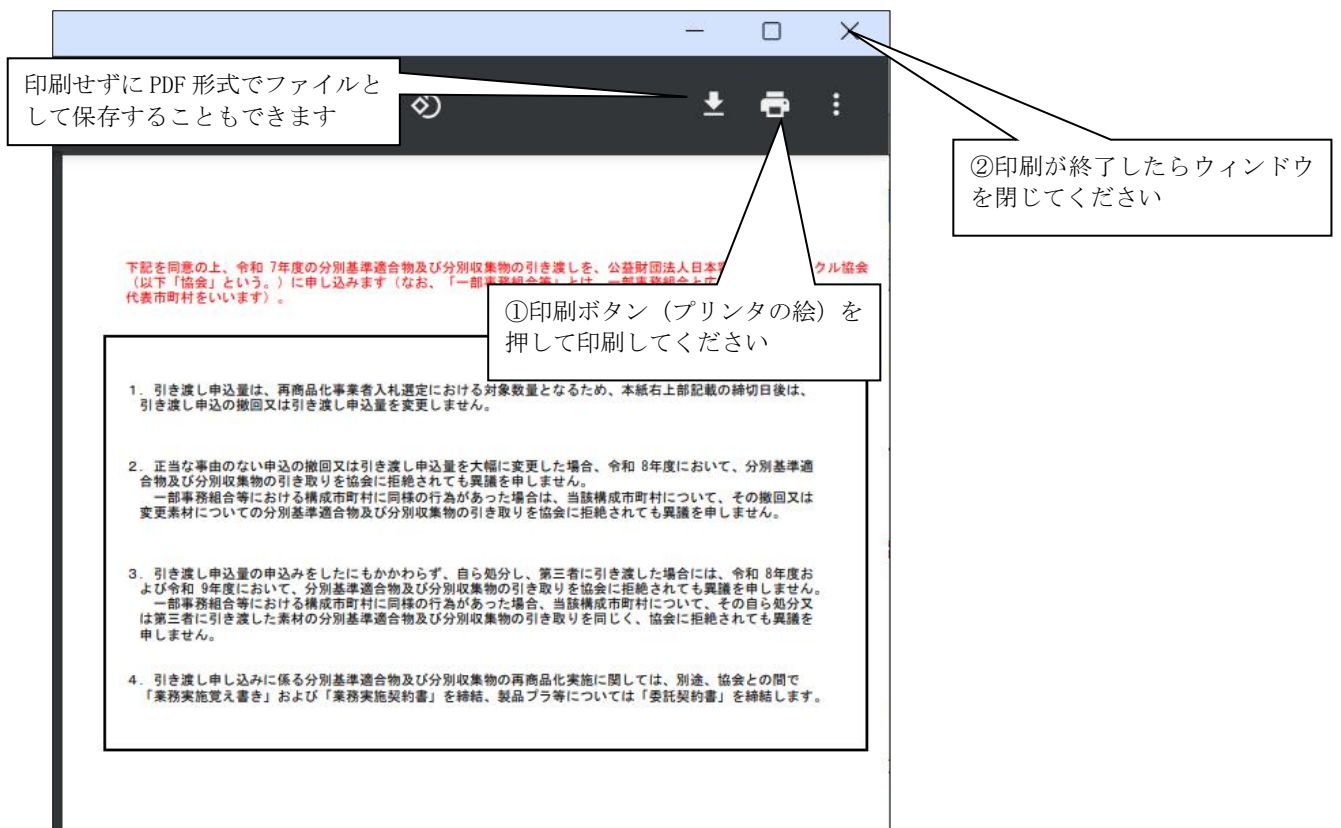 印刷せずに PDF 形式でファイルと
して保存することもできます
②印刷が終了したらウィンドウ
を閉じてください
下記を同意の上、令和 7年度の分別基準適合物及び分別収集物の引き渡しを、公益財団法人日本 クル協会
（以下「協会」という。）に申し込みます（なお、「一部事務組合等」とは、一部事務組合と広
代表市町村をいいます）。
①印刷ボタン（プリンタの絵）を
押して印刷してください
1．引き渡し申込量は、再商品化事業者入札選定における対象数量となるため、本紙右上部記載の締切日後は、
引き渡し申込の撤回又は引き渡し申込量を変更しません。
2．正当な事由のない申込の撤回又は引き渡し申込量を大幅に変更した場合、令和 8年度において、分別基準適
合物及び分別収集物の引き取りを協会に拒絶されても異議を申しません。
一部事務組合等における構成市町村に同様の行為があった場合は、当該構成市町村について、その撤回又は
変更素材についての分別基準適合物及び分別収集物の引き取りを協会に拒絶されても異議を申しません。
3．引き渡し申込量の申込みをしたにもかかわらず、自ら処分し、第三者に引き渡した場合には、令和 8年度お
よび令和 9年度において、分別基準適合物及び分別収集物の引き取りを協会に拒絶されても異議を申しません。
一部事務組合等における構成市町村に同様の行為があった場合、当該構成市町村について、その自ら処分又
は第三者に引き渡した素材の分別基準適合物及び分別収集物の引き取りを同じく、協会に拒絶されても異議を
申しません。
4．引き渡し申し込みに係る分別基準適合物及び分別収集物の再商品化実施に関しては、別途、協会との間で
「業務実施覚え書き」および「業務実施契約書」を締結、製品プラ等については「委託契約書」を締結します。